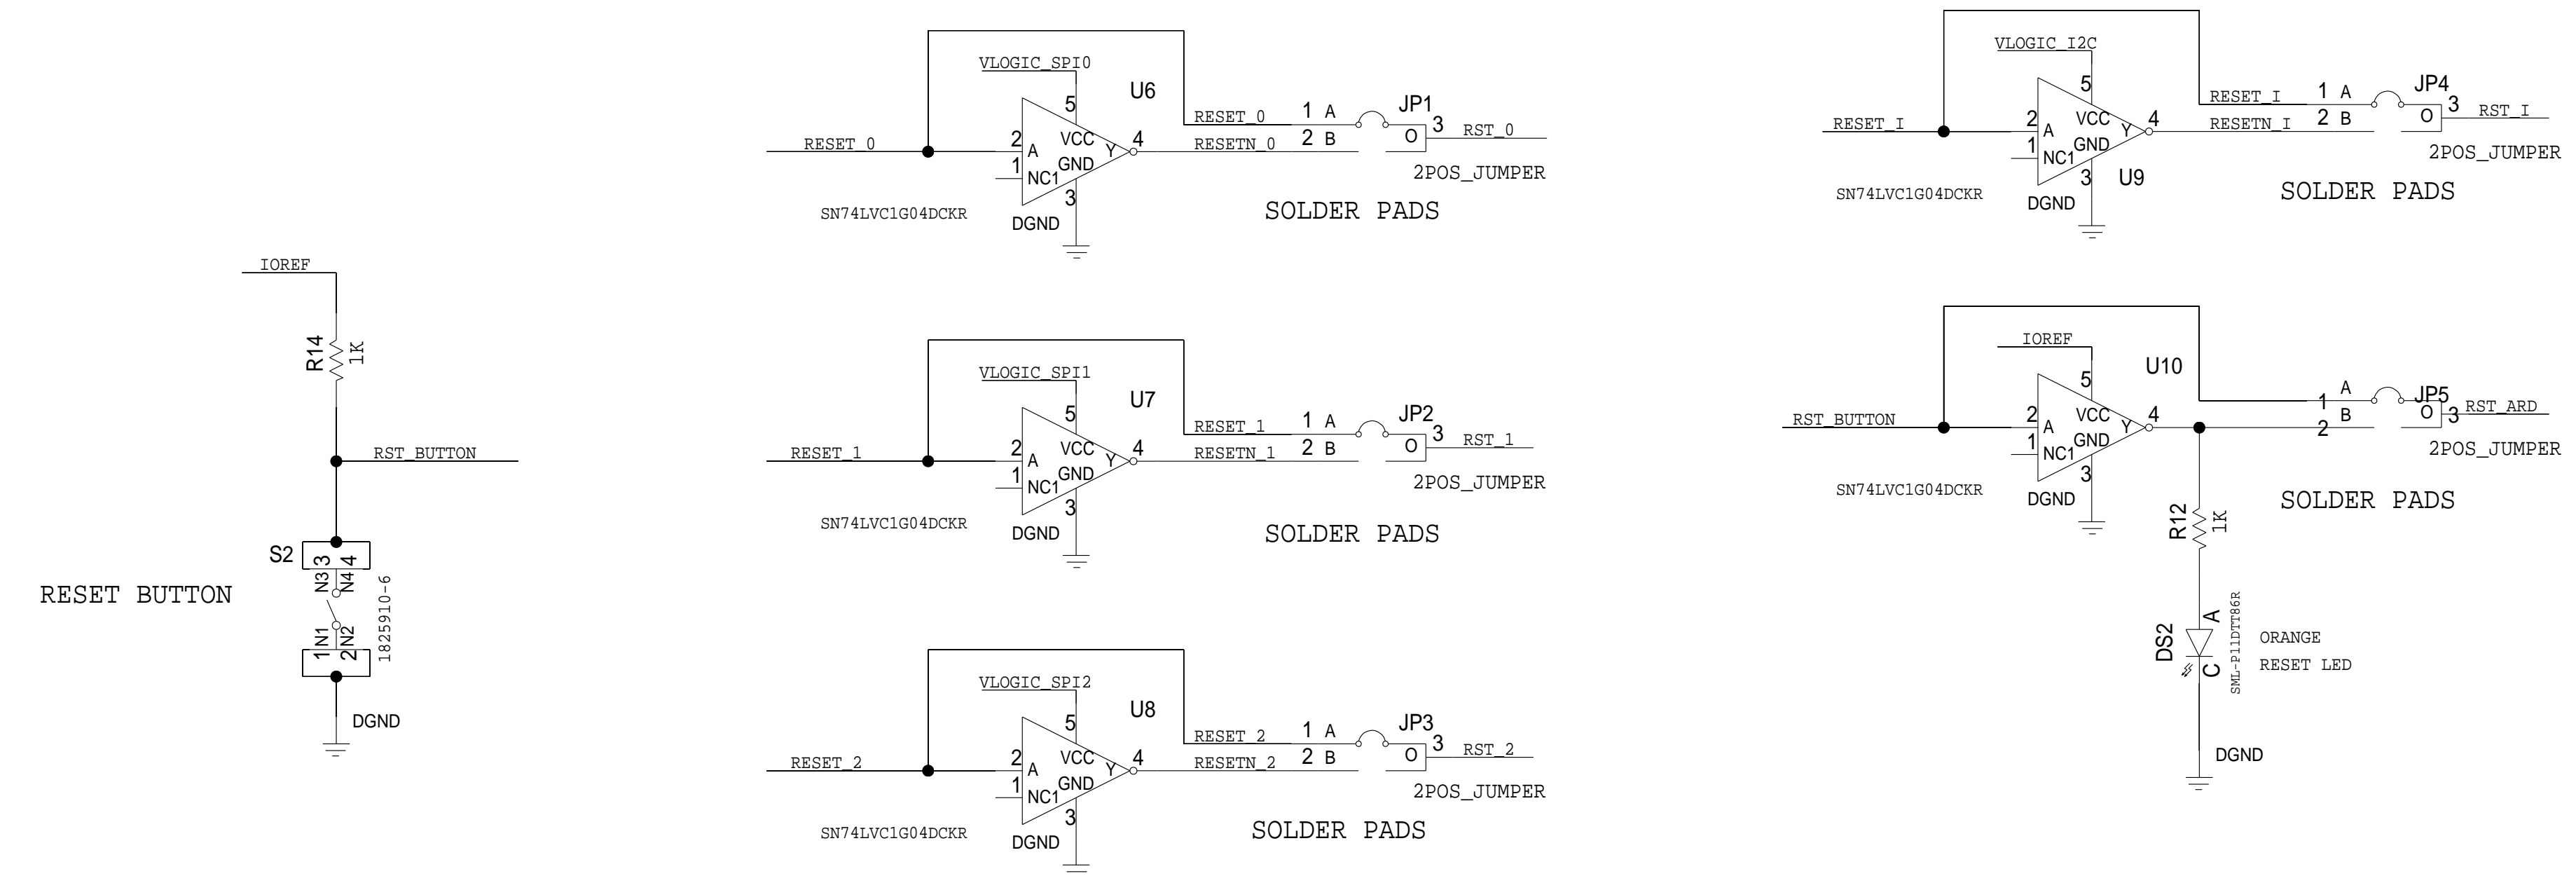 IOREF
R14
1K
RST_BUTTON
S2
3
4
N3
N4
RESET BUTTON
1825910-6
N1
N2
1
2
DGND
VLOGIC_SPI0
U6
5
RESET_0
2
A
VCC
Y
4
1
NC1
GND
3
SN74LVC1G04DCKR
DGND
RESET_0
1 A
JP1
RESETN_0
2 B
O
3
RST_0
2POS_JUMPER
SOLDER PADS
VLOGIC_SPI1
U7
5
RESET_1
2
A
VCC
Y
4
1
NC1
GND
3
SN74LVC1G04DCKR
DGND
RESET_1
1 A
JP2
RESETN_1
2 B
O
3
RST_1
2POS_JUMPER
SOLDER PADS
VLOGIC_SPI2
U8
5
RESET_2
2
A
VCC
Y
4
1
NC1
GND
3
SN74LVC1G04DCKR
DGND
RESET_2
1 A
JP3
RESETN_2
2 B
O
3
RST_2
2POS_JUMPER
SOLDER PADS
VLOGIC_I2C
5
RESET_I
2
A
VCC
Y
4
1
NC1
GND
3
U9
SN74LVC1G04DCKR
DGND
RESET_I
1 A
JP4
RESETN_I
2 B
O
3
RST_I
2POS_JUMPER
SOLDER PADS
IOREF
U10
5
RST_BUTTON
2
A
VCC
Y
4
1
NC1
GND
3
SN74LVC1G04DCKR
DGND
A
1
JP5
B
2
O
3
RST_ARD
2POS_JUMPER
SOLDER PADS
R12
1K
DS2
A
C
SML-P11DTT86R
ORANGE
RESET LED
DGND